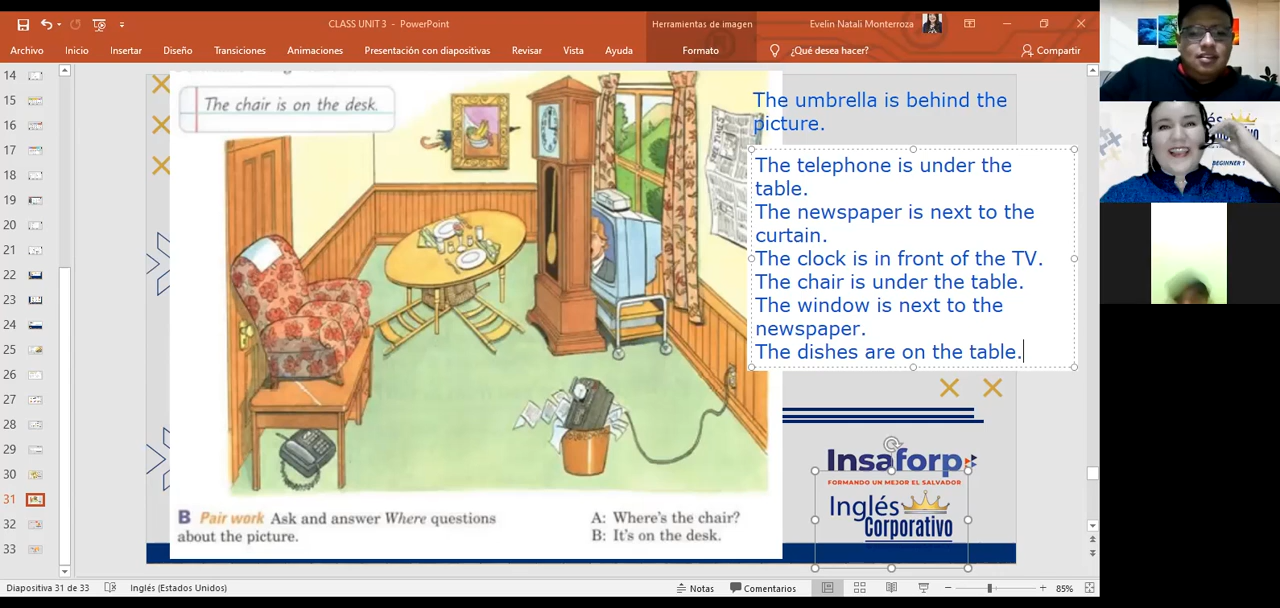 CLASS UNIT 3 - PowerPoint
Herramientas de imagen
Evelin Natali Monterroza
Archivo Inicio Insertar Diseño Transiciones Animaciones Presentación con diapositivas Revisar Vista Ayuda Formato ¿Qué desea hacer? Compartir
14
15
16
17
18
19
20
21
22
23
24
25
26
27
28
29
30
31
32
33
The chair is on the desk.
The umbrella is behind the
picture.
The telephone is under the
table.
The newspaper is next to the
curtain.
The clock is in front of the TV.
The chair is under the table.
The window is next to the
newspaper.
The dishes are on the table.
B Pair work Ask and answer Where questions
about the picture.
A: Where's the chair?
B: It's on the desk.
Insaforp
FORMANDO UN MEJOR EL SALVADOR
Inglés
Corporativo
BEGINNER 1
Diapositiva 31 de 33 Inglés (Estados Unidos) Notas Comentarios 85%